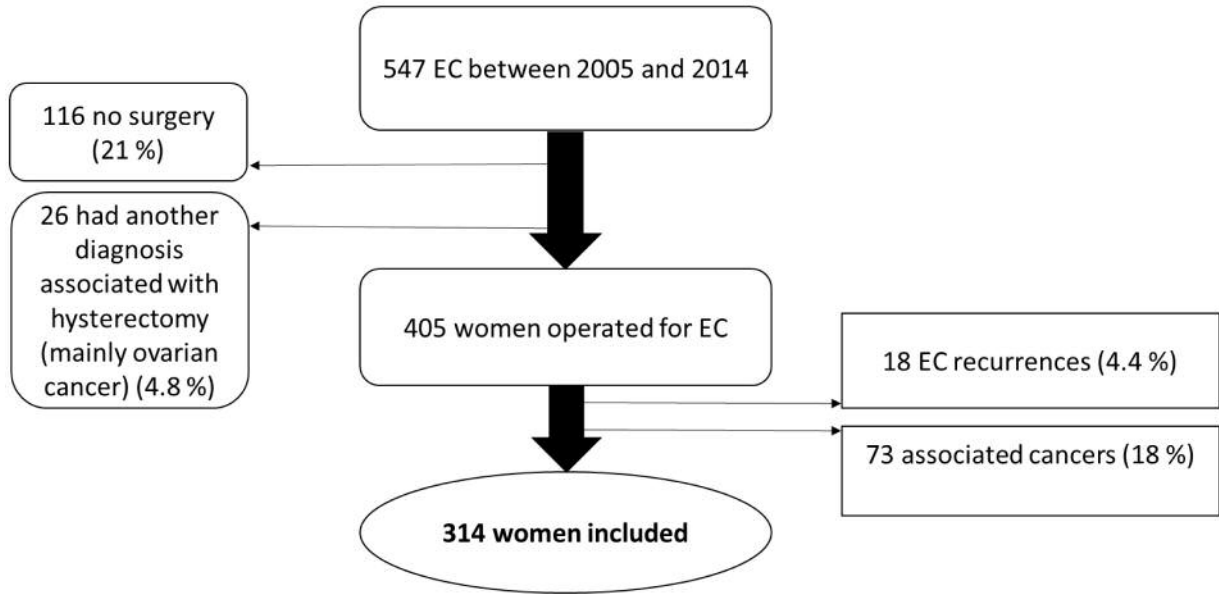 547 EC between 2005 and 2014
116 no surgery
(21 %)
26 had another
diagnosis
associated with
hysterectomy
(mainly ovarian
cancer) (4.8 %)
405 women operated for EC
18 EC recurrences (4.4 %)
73 associated cancers (18 %)
314 women included